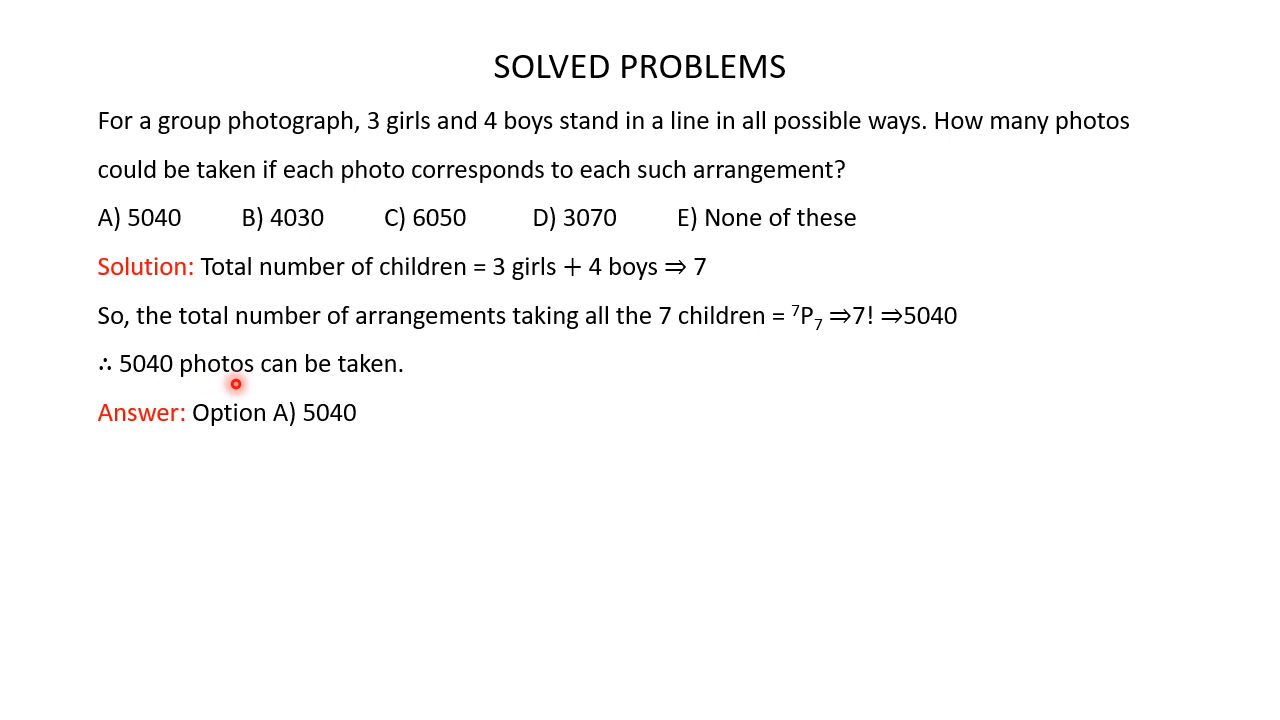 SOLVED PROBLEMS
For a group photograph, 3 girls and 4 boys stand in a line in all possible ways. How many photos
could be taken if each photo corresponds to each such arrangement?
A) 5040 B) 4030 C) 6050 D) 3070 E) None of these
Solution: Total number of children = 3 girls + 4 boys ⇒ 7
So, the total number of arrangements taking all the 7 children = ⁷P₇ ⇒7! ⇒5040
∴ 5040 photos can be taken.
Answer: Option A) 5040